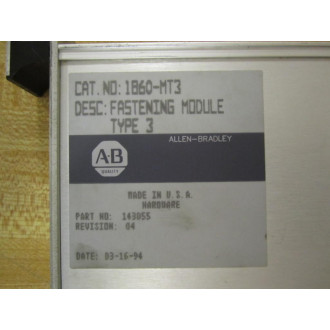 CAT. NO: 1860-MT3
DESC: FASTENING MODULE
TYPE 3
ALLEN-BRADLEY
A-B
QUALITY
MADE IN U.S.A.
HARDWARE
PART NO: 143055
REVISION: 04
DATE: 03-16-94